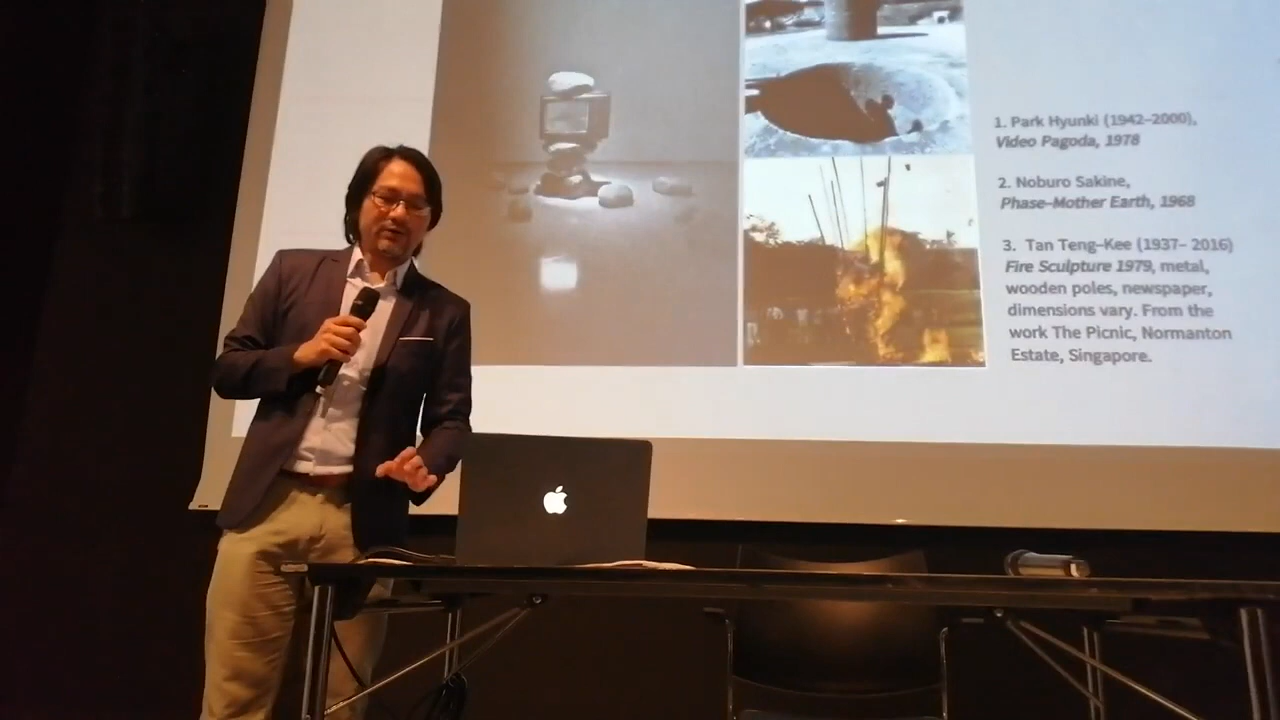 1. Park Hyunki (1942–2000),
Video Pagoda, 1978
2. Noburo Sakine,
Phase–Mother Earth, 1968
3. Tan Teng–Kee (1937– 2016)
Fire Sculpture 1979, metal,
wooden poles, newspaper,
dimensions vary. From the
work The Picnic, Normanton
Estate, Singapore.